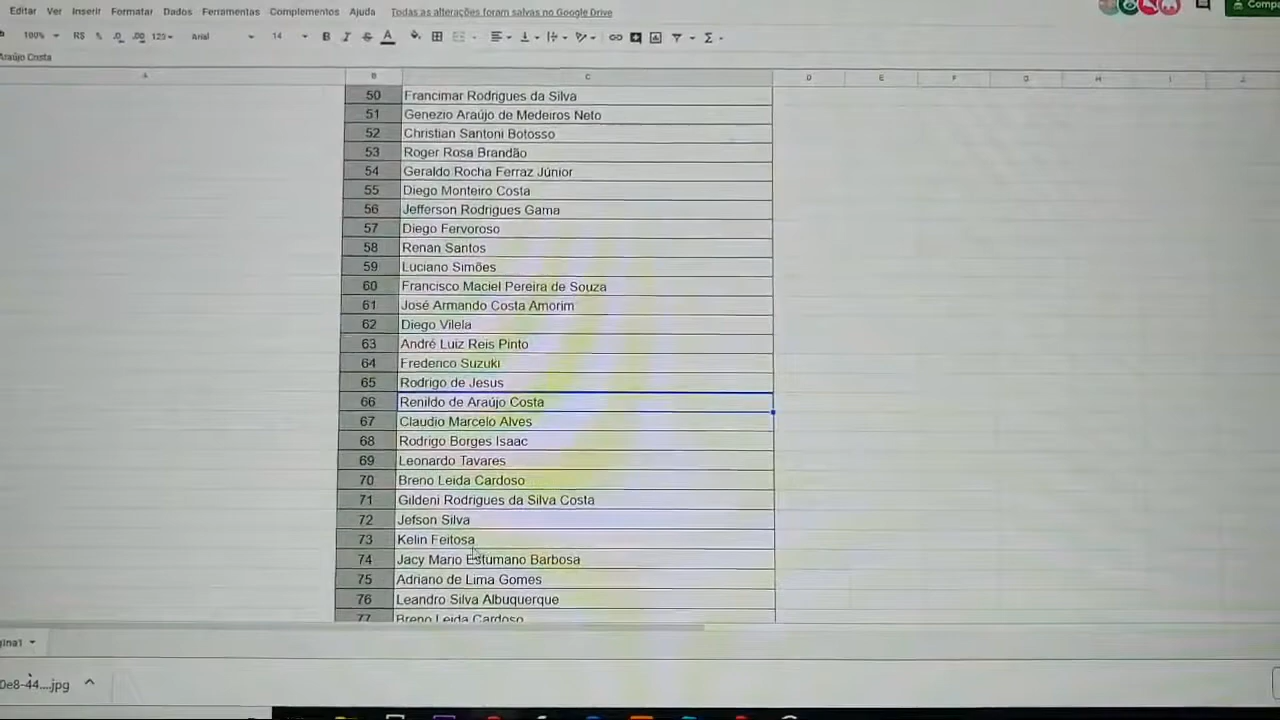 Editar Ver Inserir Formatar Dados Ferramentas Complementos Ajuda Todas as alterações foram salvas no Google Drive
Compa
100% R$ % .0 .00 123 Arial 14 B I S A
Araújo Costa
A B C D E F G H I J
50 Francimar Rodrigues da Silva
51 Genezio Araújo de Medeiros Neto
52 Christian Santoni Botosso
53 Roger Rosa Brandão
54 Geraldo Rocha Ferraz Júnior
55 Diego Monteiro Costa
56 Jefferson Rodrigues Gama
57 Diego Fervoroso
58 Renan Santos
59 Luciano Simões
60 Francisco Maciel Pereira de Souza
61 José Armando Costa Amorim
62 Diego Vilela
63 André Luiz Reis Pinto
64 Frederico Suzuki
65 Rodrigo de Jesus
66 Renildo de Araújo Costa
67 Claudio Marcelo Alves
68 Rodrigo Borges Isaac
69 Leonardo Tavares
70 Breno Leida Cardoso
71 Gildeni Rodrigues da Silva Costa
72 Jefson Silva
73 Kelin Feitosa
74 Jacy Mario Estumano Barbosa
75 Adriano de Lima Gomes
76 Leandro Silva Albuquerque
77 Breno Leida Cardoso
gina1
0e8-44....jpg